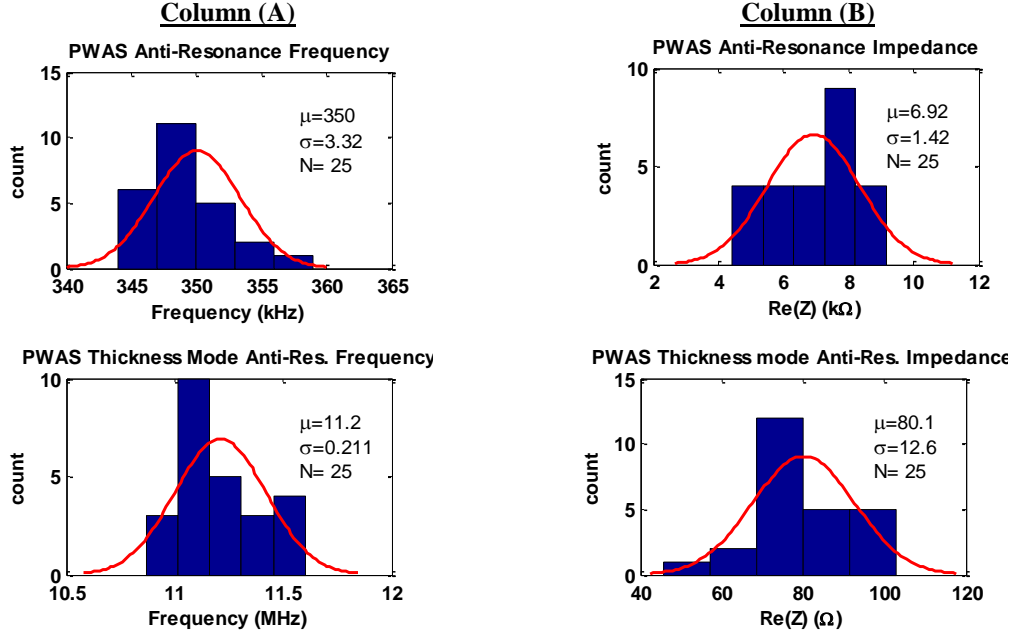 Column (A)
PWAS Anti-Resonance Frequency
15
10
5
0
count
μ=350
σ=3.32
N= 25
340 345 350 355 360 365
Frequency (kHz)
Column (B)
PWAS Anti-Resonance Impedance
10
5
0
count
μ=6.92
σ=1.42
N= 25
2 4 6 8 10 12
Re(Z) (kΩ)
PWAS Thickness Mode Anti-Res. Frequency
10
5
0
count
μ=11.2
σ=0.211
N= 25
10.5 11 11.5 12
Frequency (MHz)
PWAS Thickness mode Anti-Res. Impedance
15
10
5
0
count
μ=80.1
σ=12.6
N= 25
40 60 80 100 120
Re(Z) (Ω)